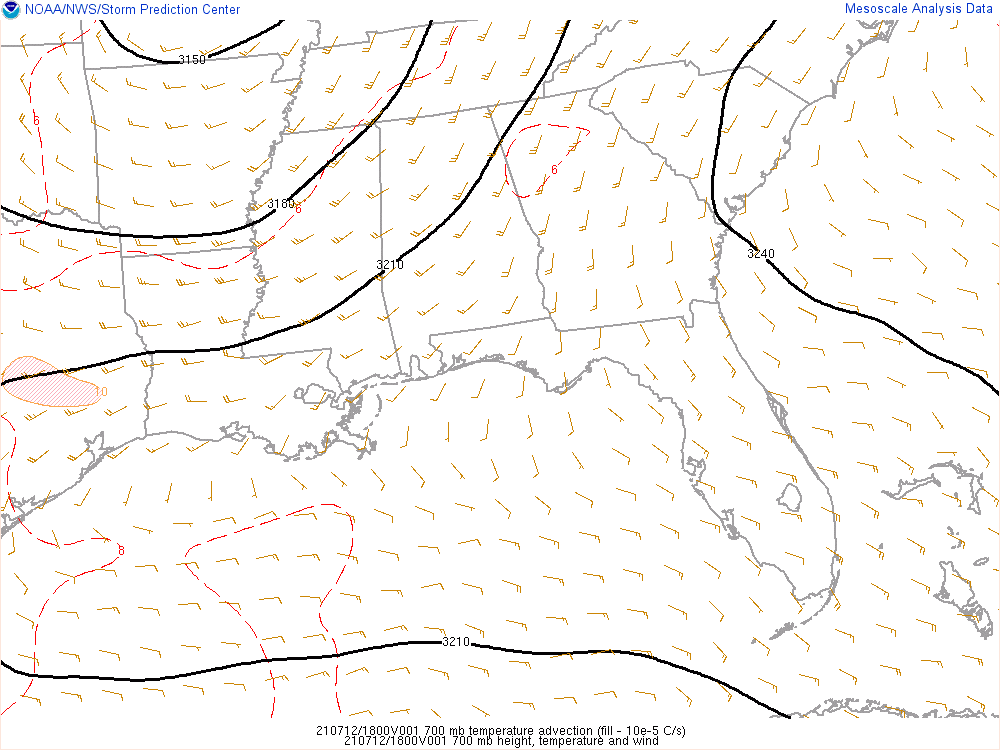 NOAA/NWS/Storm Prediction Center
Mesoscale Analysis Data
3150
6
6
3180
6
3210
3240
10
8
3210
210712/1800V001 700 mb temperature advection (fill - 10e-5 C/s)
210712/1800V001 700 mb height, temperature and wind